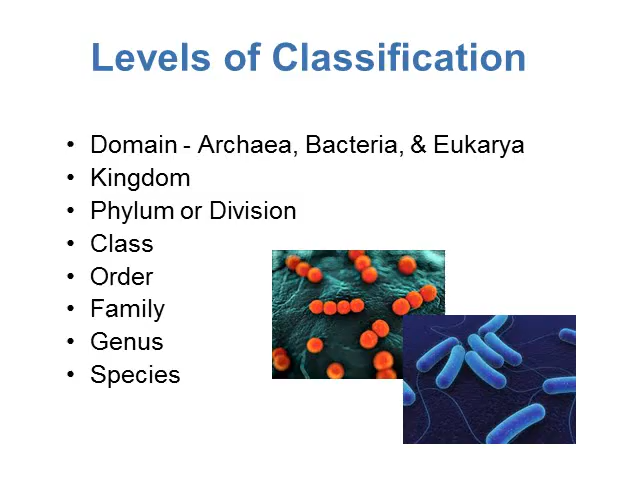 Levels of Classification
• Domain - Archaea, Bacteria, & Eukarya
• Kingdom
• Phylum or Division
• Class
• Order
• Family
• Genus
• Species